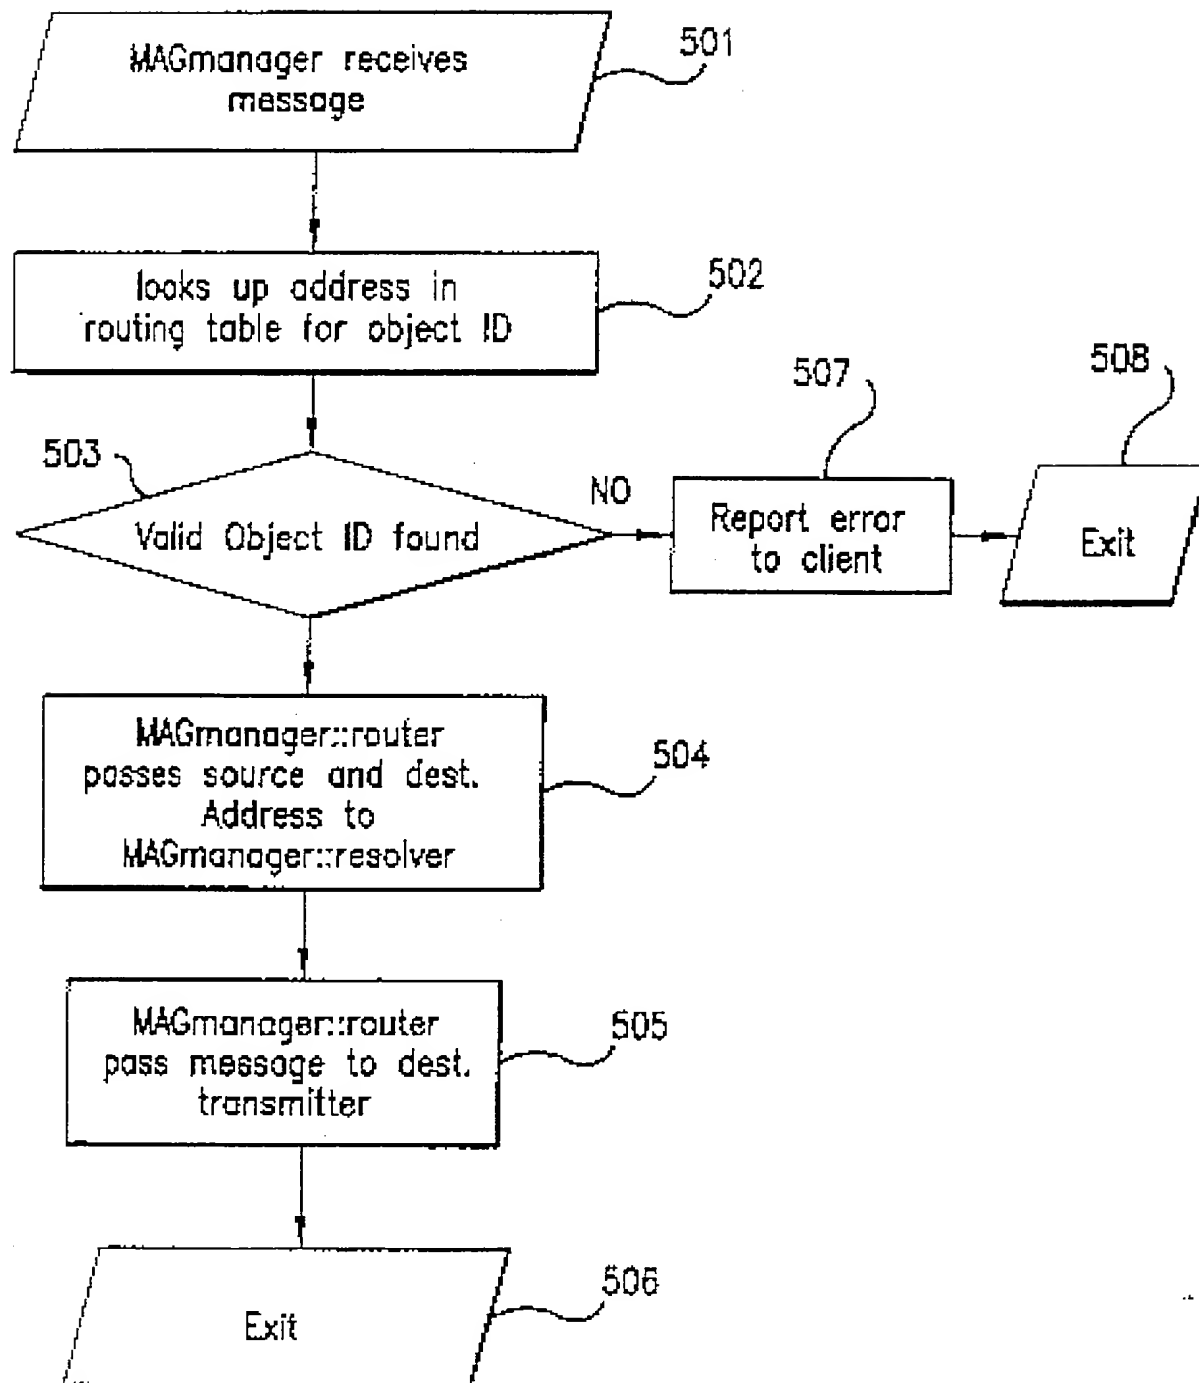 MAGmanager receives
message
501
looks up address in
routing table for object ID
502
503
Valid Object ID found
NO
507
Report error
to client
508
Exit
MAGmanager::router
passes source and dest.
Address to
MAGmanager::resolver
504
MAGmanager::router
pass message to dest.
transmitter
505
Exit
506